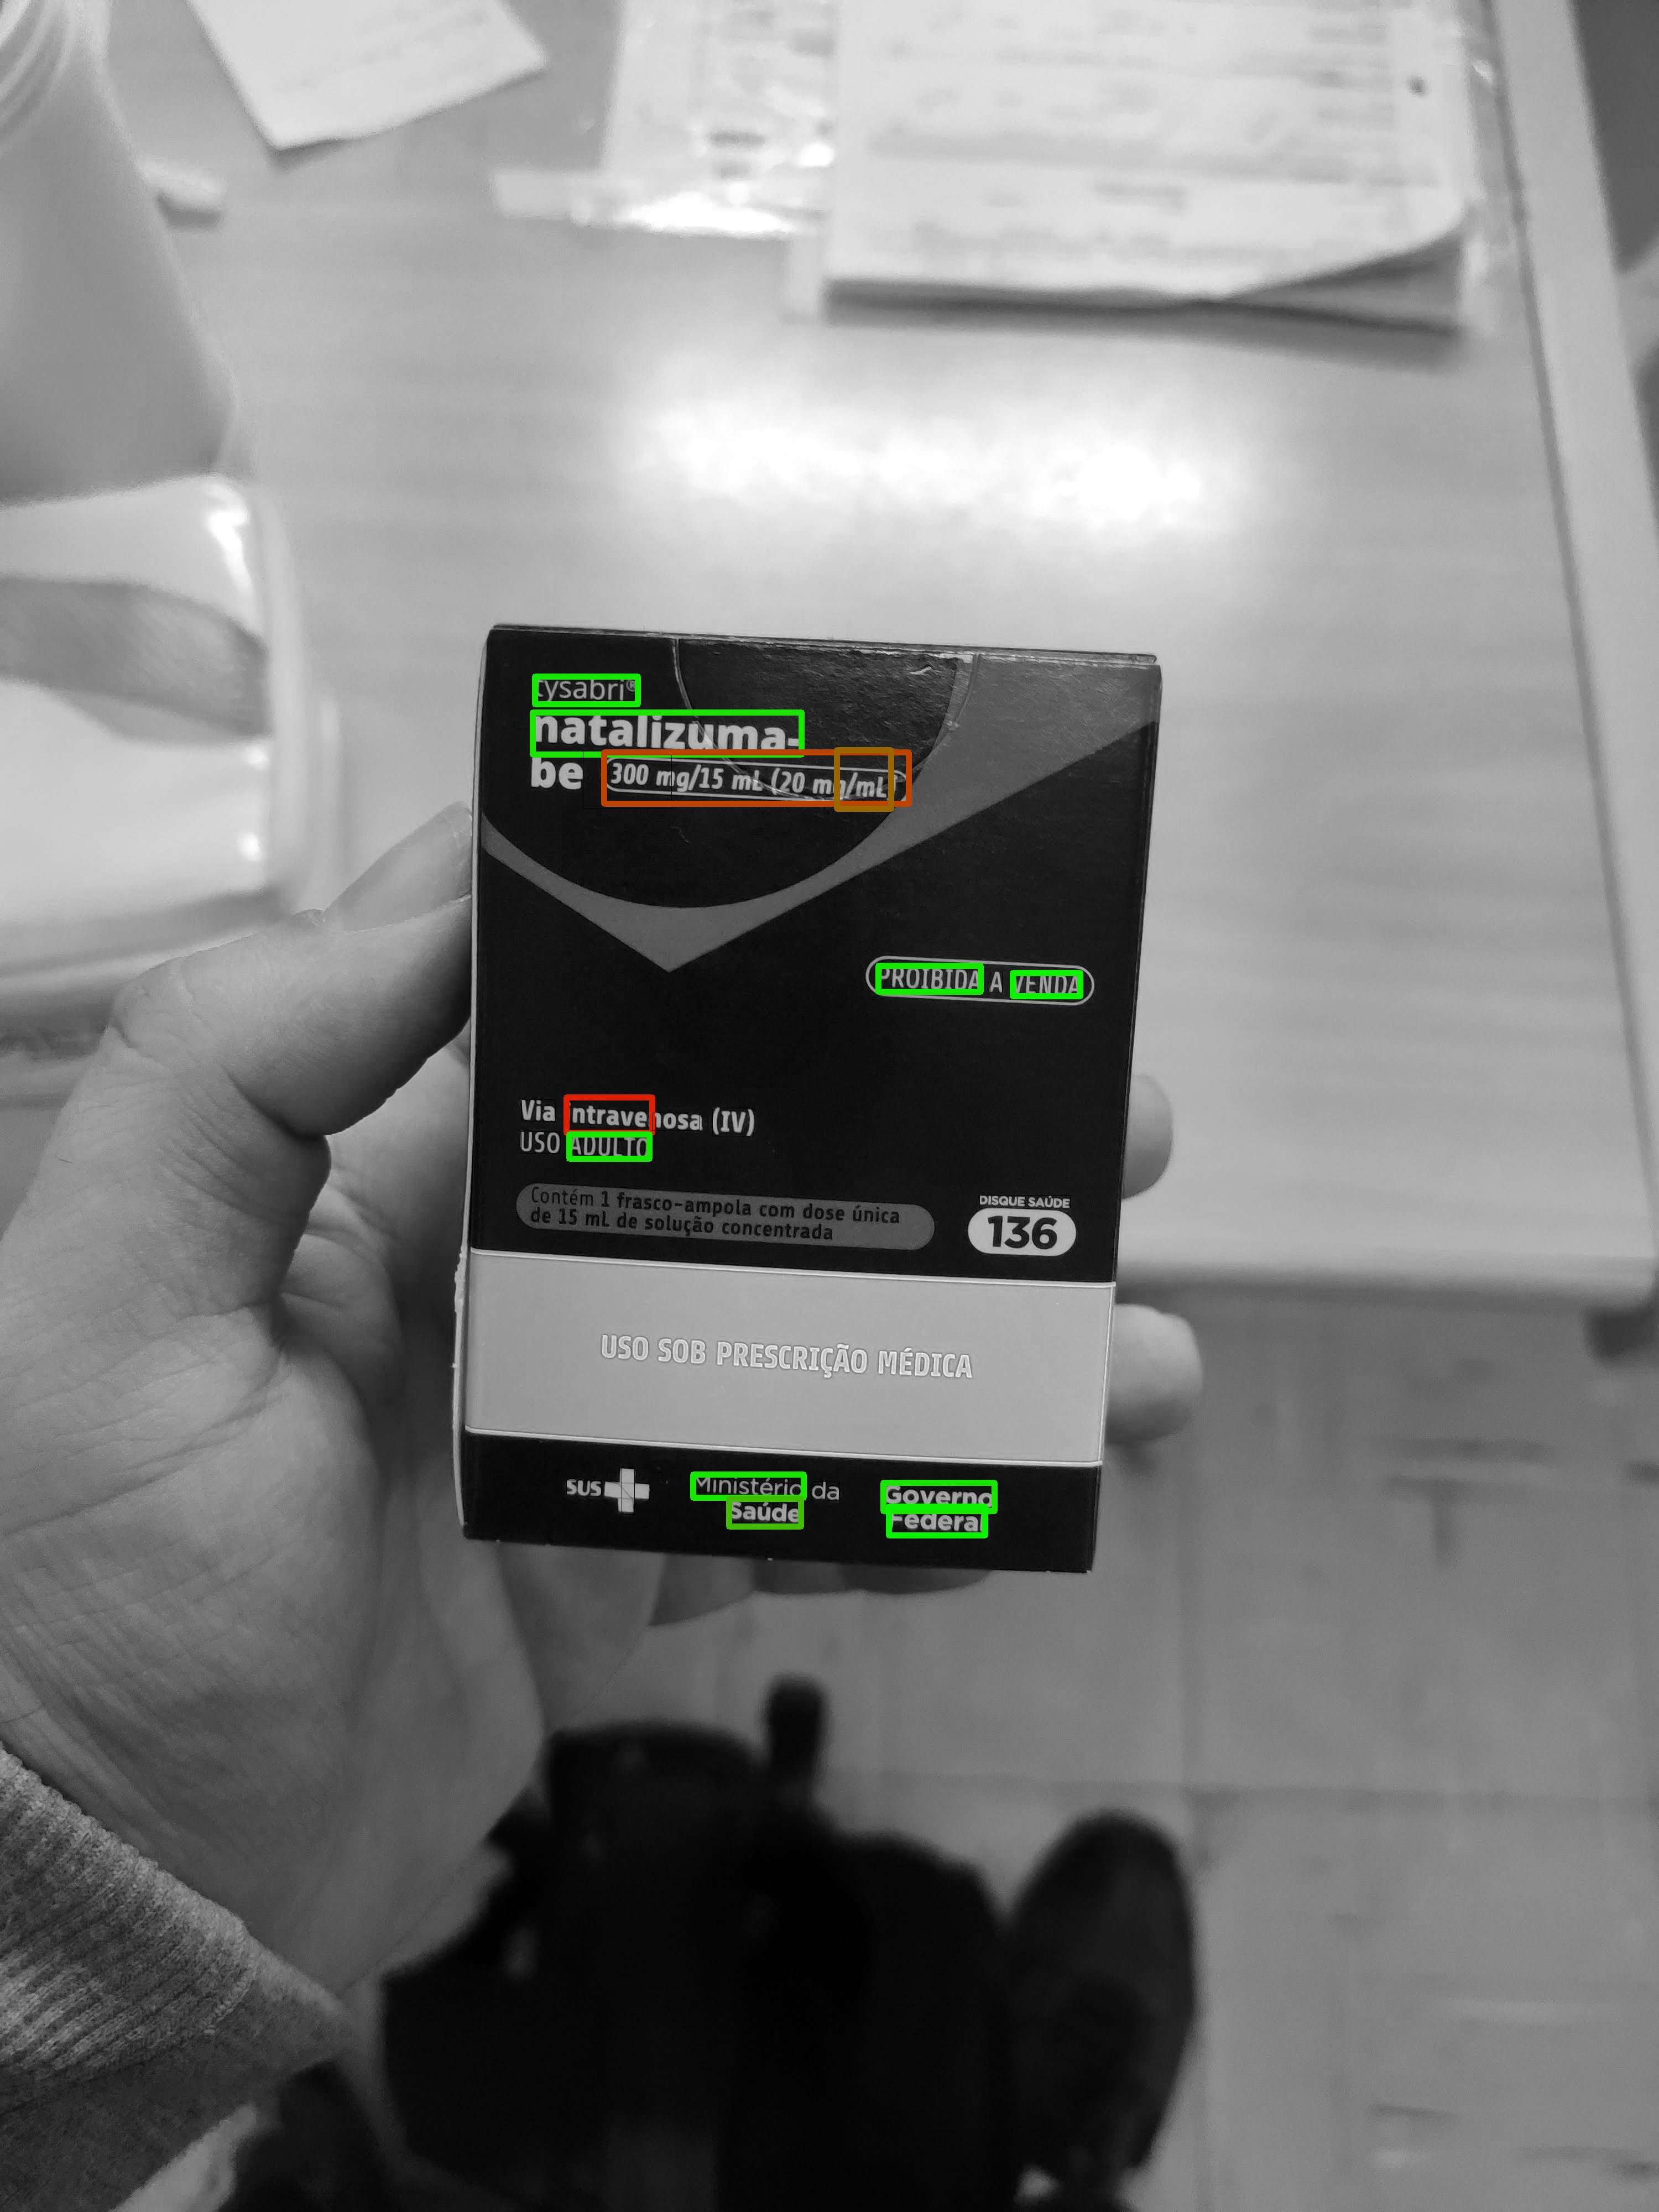 tysabri®
natalizuma-
be 300 mg/15 mL (20 mg/mL)
PROIBIDA A VENDA
Via intravenosa (IV)
USO ADULTO
Contém 1 frasco-ampola com dose única
de 15 mL de solução concentrada
DISQUE SAÚDE
136
USO SOB PRESCRIÇÃO MÉDICA
SUS
Ministério da
Saúde
Governo
Federal